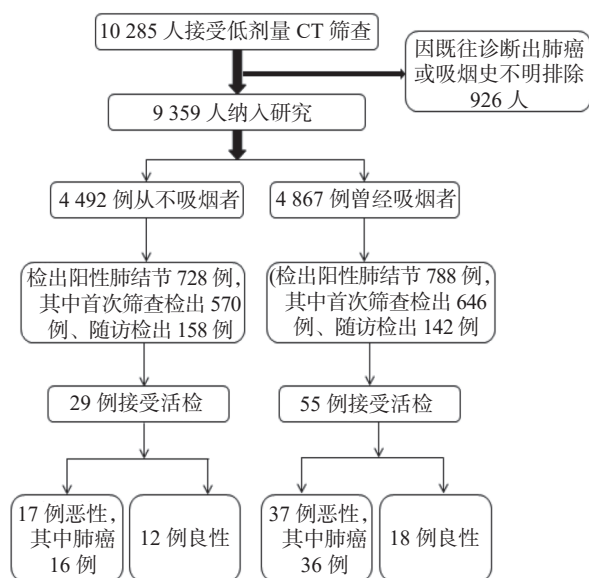 10 285 人接受低剂量 CT 筛查
因既往诊断出肺癌
或吸烟史不明排除
926 人
9 359 人纳入研究
4 492 例从不吸烟者
4 867 例曾经吸烟者
检出阳性肺结节 728 例，
其中首次筛查检出 570
例、随访检出 158 例
(检出阳性肺结节 788 例，
其中首次筛查检出 646
例、随访检出 142 例
29 例接受活检
55 例接受活检
17 例恶性，
其中肺癌
16 例
12 例良性
37 例恶性，
其中肺癌
36 例
18 例良性